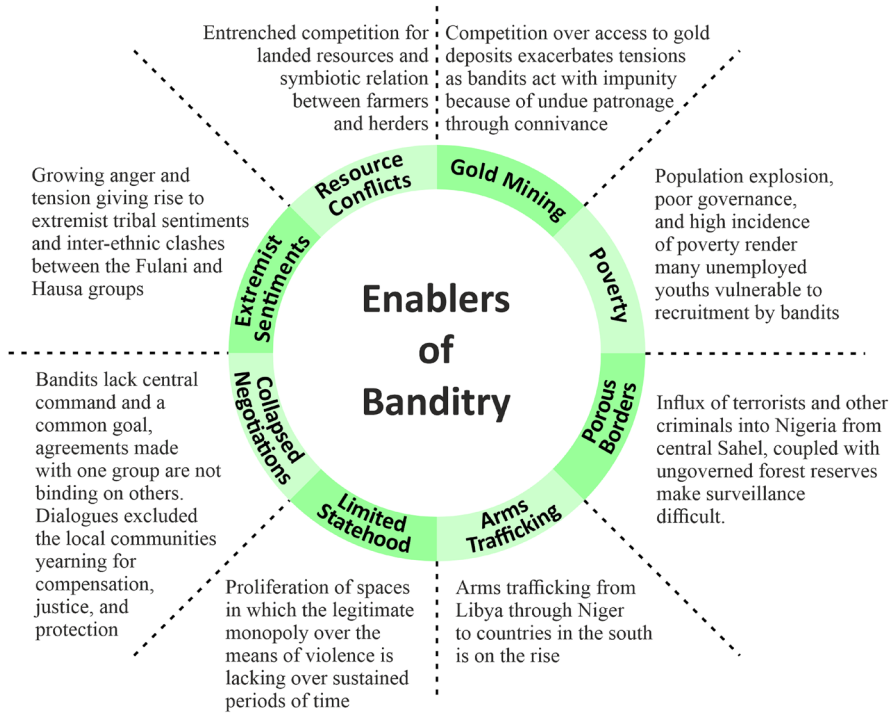 Enablers
of
Banditry
Resource
Conflicts
Entrenched competition for
landed resources and
symbiotic relation
between farmers
and herders
Gold Mining
Competition over access to gold
deposits exacerbates tensions
as bandits act with impunity
because of undue patronage
through connivance
Poverty
Population explosion,
poor governance,
and high incidence
of poverty render
many unemployed
youths vulnerable to
recruitment by bandits
Porous
Borders
Influx of terrorists and other
criminals into Nigeria from
central Sahel, coupled with
ungoverned forest reserves
make surveillance
difficult.
Arms
Trafficking
Arms trafficking from
Libya through Niger
to countries in the south
is on the rise
Limited
Statehood
Proliferation of spaces
in which the legitimate
monopoly over the
means of violence is
lacking over sustained
periods of time
Collapsed
Negotiations
Bandits lack central
command and a
common goal,
agreements made
with one group are not
binding on others.
Dialogues excluded
the local communities
yearning for
compensation,
justice, and
protection
Extremist
Sentiments
Growing anger and
tension giving rise to
extremist tribal sentiments
and inter-ethnic clashes
between the Fulani and
Hausa groups